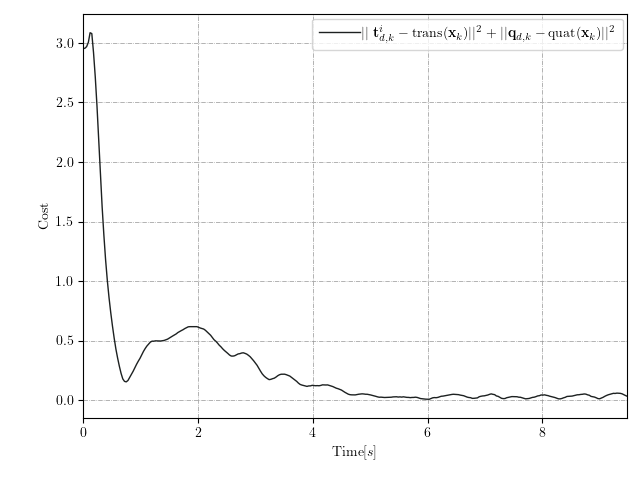 || t^i_{d,k} − trans(x_k)||^2 + ||q_{d,k} − quat(x_k)||^2
3.0
2.5
2.0
1.5
1.0
0.5
0.0
Cost
0 2 4 6 8
Time[s]